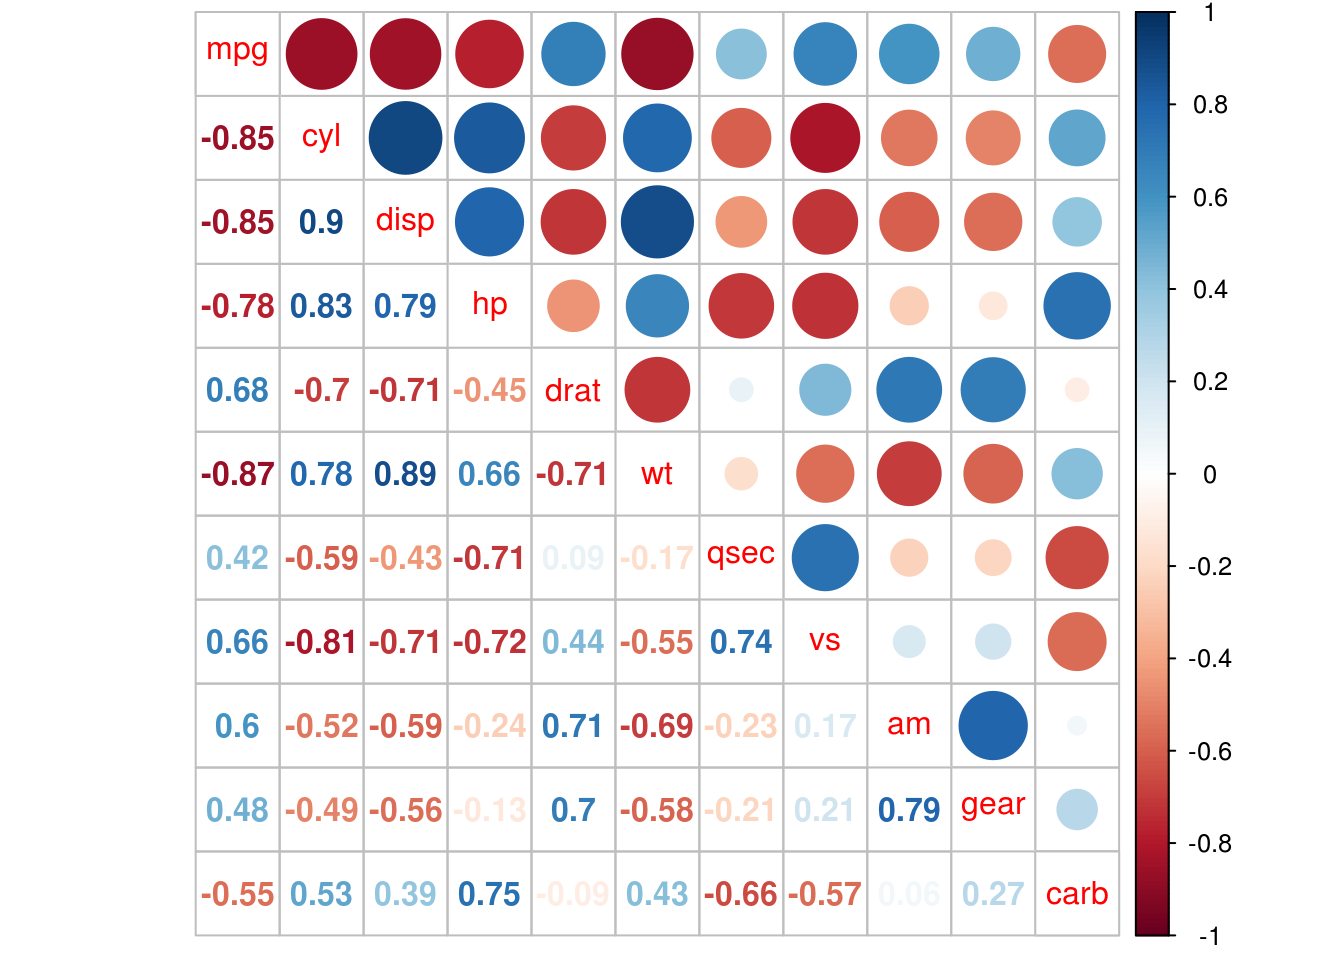 mpg
-0.85 cyl
-0.85 0.9 disp
-0.78 0.83 0.79 hp
0.68 -0.7 -0.71 -0.45 drat
-0.87 0.78 0.89 0.66 -0.71 wt
0.42 -0.59 -0.43 -0.71 0.09 -0.17 qsec
0.66 -0.81 -0.71 -0.72 0.44 -0.55 0.74 vs
0.6 -0.52 -0.59 -0.24 0.71 -0.69 -0.23 0.17 am
0.48 -0.49 -0.56 -0.13 0.7 -0.58 -0.21 0.21 0.79 gear
-0.55 0.53 0.39 0.75 -0.09 0.43 -0.66 -0.57 0.06 0.27 carb
1
0.8
0.6
0.4
0.2
0
-0.2
-0.4
-0.6
-0.8
-1